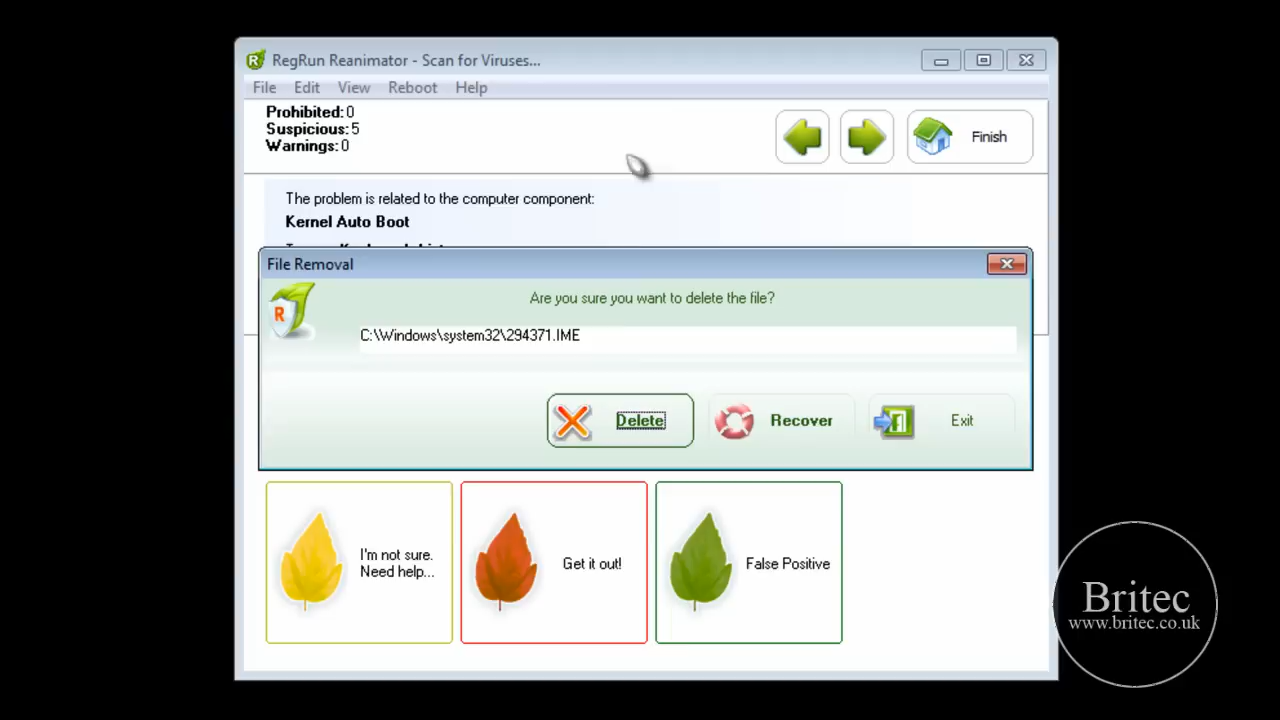 RegRun Reanimator - Scan for Viruses...
File Edit View Reboot Help
Prohibited: 0
Suspicious: 5
Warnings: 0
Finish
The problem is related to the computer component:
Kernel Auto Boot
File Removal
Are you sure you want to delete the file?
C:\Windows\system32\294371.IME
Delete Recover Exit
I'm not sure.
Need help...
Get it out!
False Positive
Britec
www.britec.co.uk